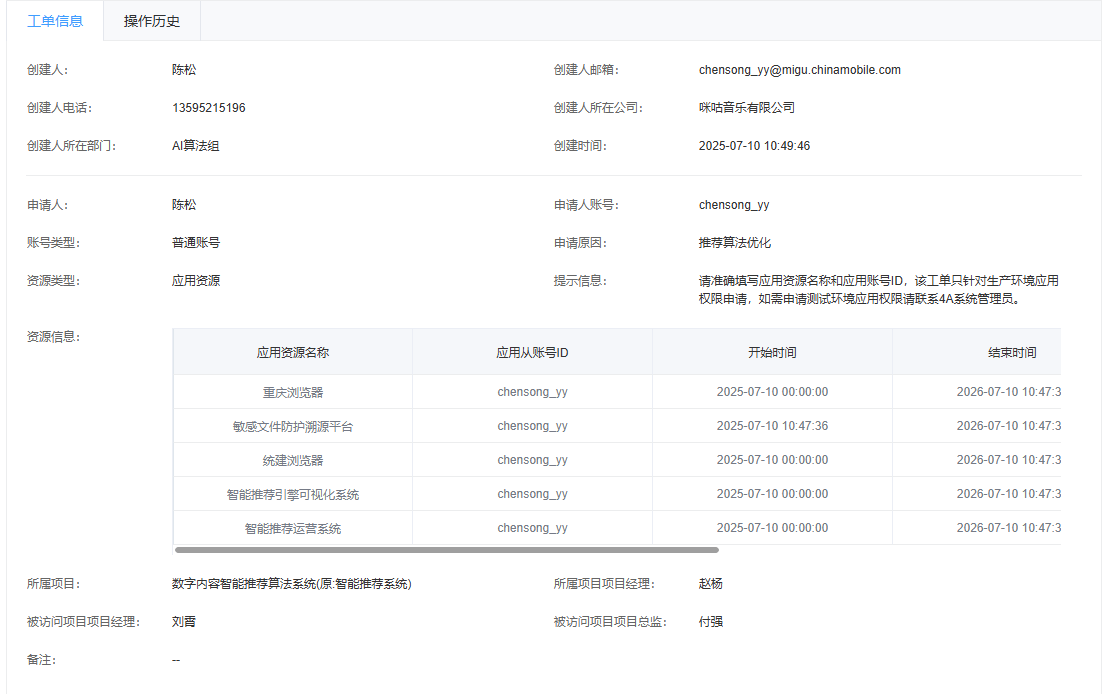 工单信息 操作历史
创建人: 陈松 创建人邮箱: chensong_yy@migu.chinamobile.com
创建人电话: 13595215196 创建人所在公司: 咪咕音乐有限公司
创建人所在部门: AI算法组 创建时间: 2025-07-10 10:49:46
申请人: 陈松 申请人账号: chensong_yy
账号类型: 普通账号 申请原因: 推荐算法优化
资源类型: 应用资源 提示信息: 请准确填写应用资源名称和应用账号ID，该工单只针对生产环境应用
权限申请，如需申请测试环境应用权限请联系4A系统管理员。
资源信息:
应用资源名称 应用从账号ID 开始时间 结束时间
重庆浏览器 chensong_yy 2025-07-10 00:00:00 2026-07-10 10:47:3
敏感文件防护溯源平台 chensong_yy 2025-07-10 10:47:36 2026-07-10 10:47:3
统建浏览器 chensong_yy 2025-07-10 00:00:00 2026-07-10 10:47:3
智能推荐引擎可视化系统 chensong_yy 2025-07-10 00:00:00 2026-07-10 10:47:3
智能推荐运营系统 chensong_yy 2025-07-10 00:00:00 2026-07-10 10:47:3
所属项目: 数字内容智能推荐算法系统(原:智能推荐系统) 所属项目项目经理: 赵杨
被访问项目项目经理: 刘霄 被访问项目项目总监: 付强
备注: --